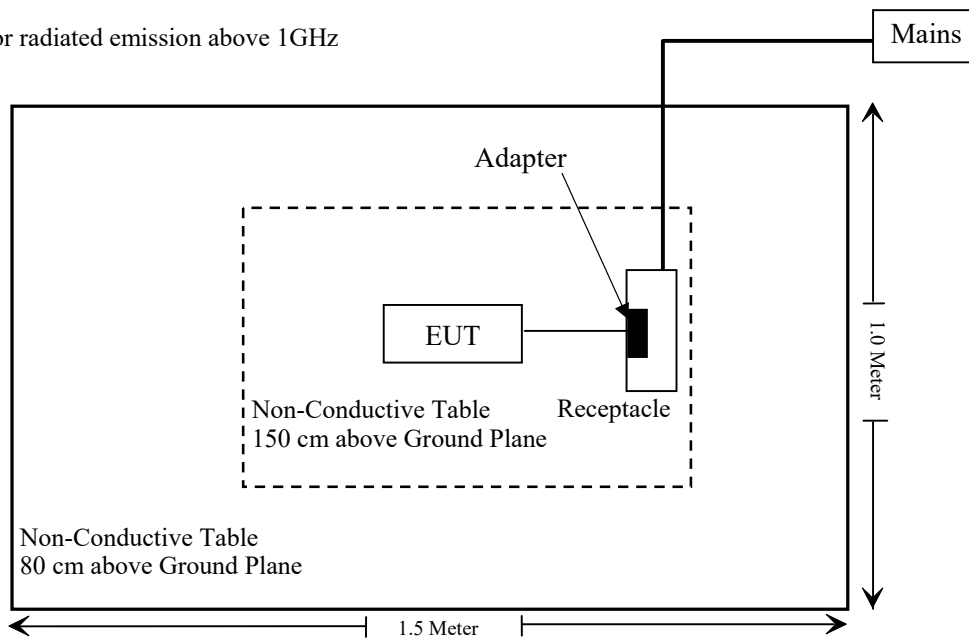 or radiated emission above 1GHz
Mains
Adapter
EUT
Non-Conductive Table
150 cm above Ground Plane
Receptacle
1.0 Meter
Non-Conductive Table
80 cm above Ground Plane
1.5 Meter